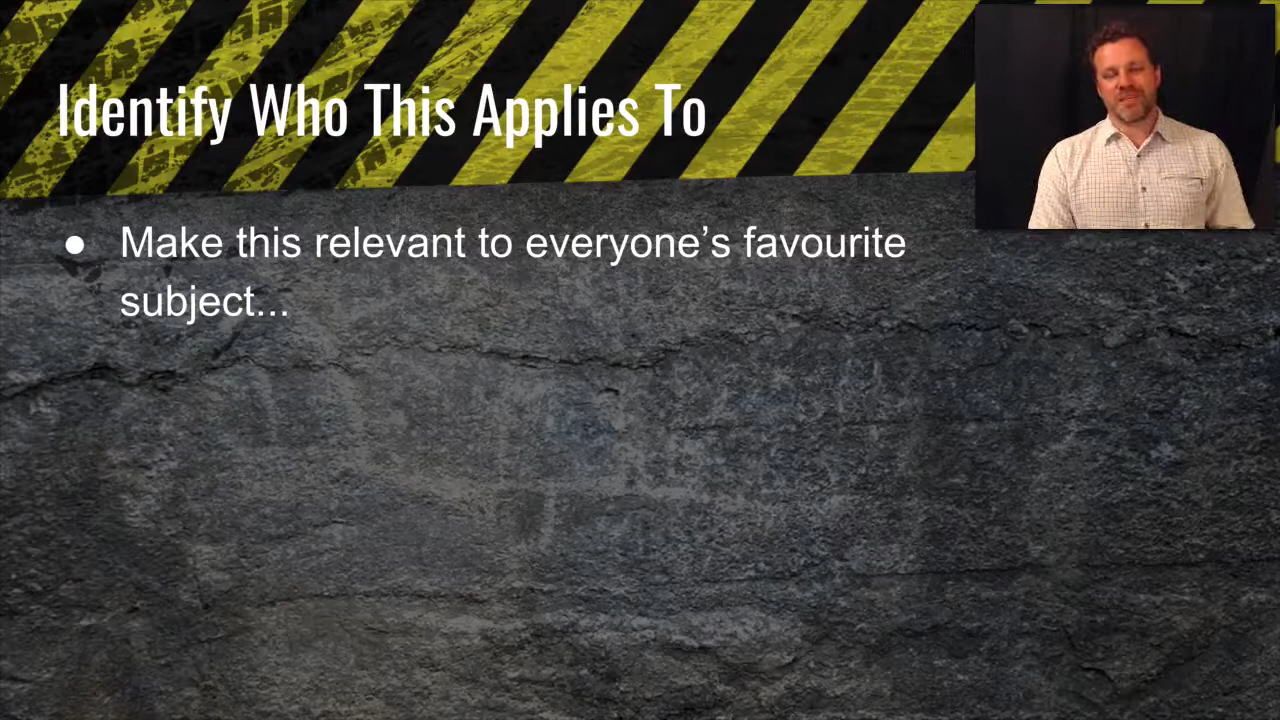 Identify Who This Applies To
● Make this relevant to everyone’s favourite
subject...